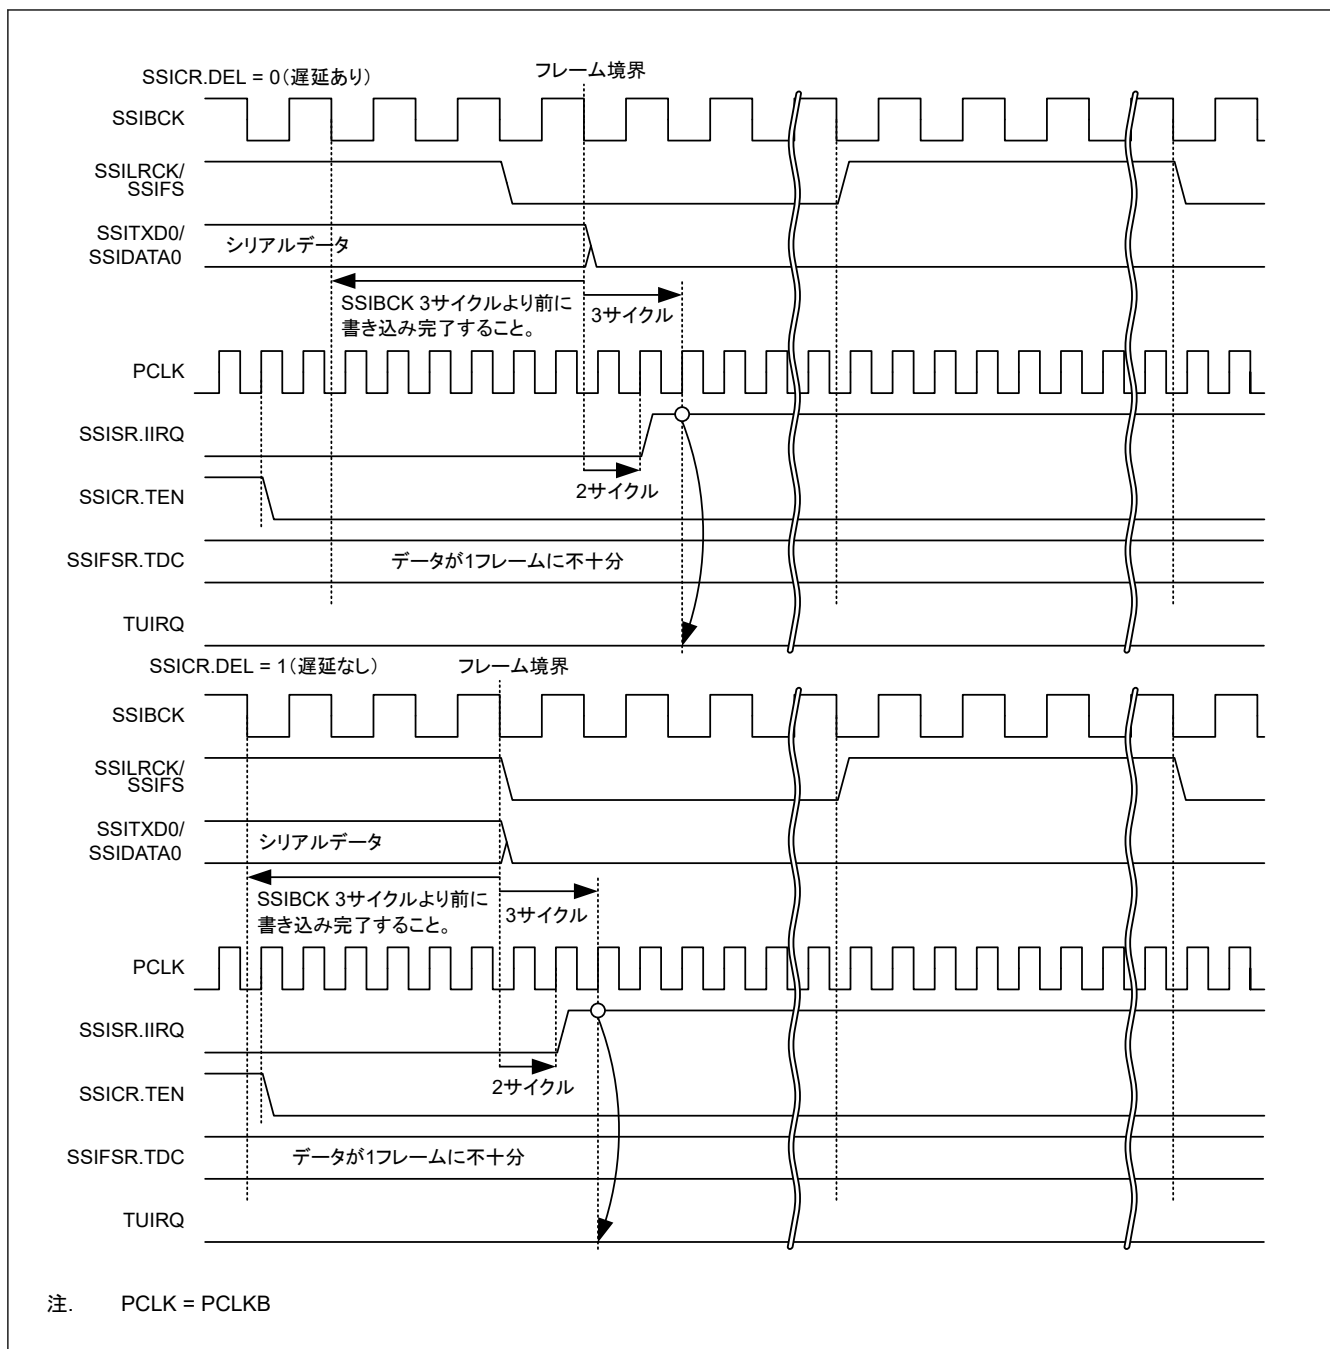 SSICR.DEL = 0（遅延あり）
フレーム境界
SSIBCK
SSILRCK/
SSIFS
SSITXD0/
SSIDATA0
シリアルデータ
SSIBCK 3サイクルより前に
書き込み完了すること。
3サイクル
PCLK
SSISR.IIRQ
2サイクル
SSICR.TEN
SSIFSR.TDC
データが1フレームに不十分
TUIRQ
SSICR.DEL = 1（遅延なし）
フレーム境界
SSIBCK
SSILRCK/
SSIFS
SSITXD0/
SSIDATA0
シリアルデータ
SSIBCK 3サイクルより前に
書き込み完了すること。
3サイクル
PCLK
SSISR.IIRQ
2サイクル
SSICR.TEN
SSIFSR.TDC
データが1フレームに不十分
TUIRQ
注. PCLK = PCLKB